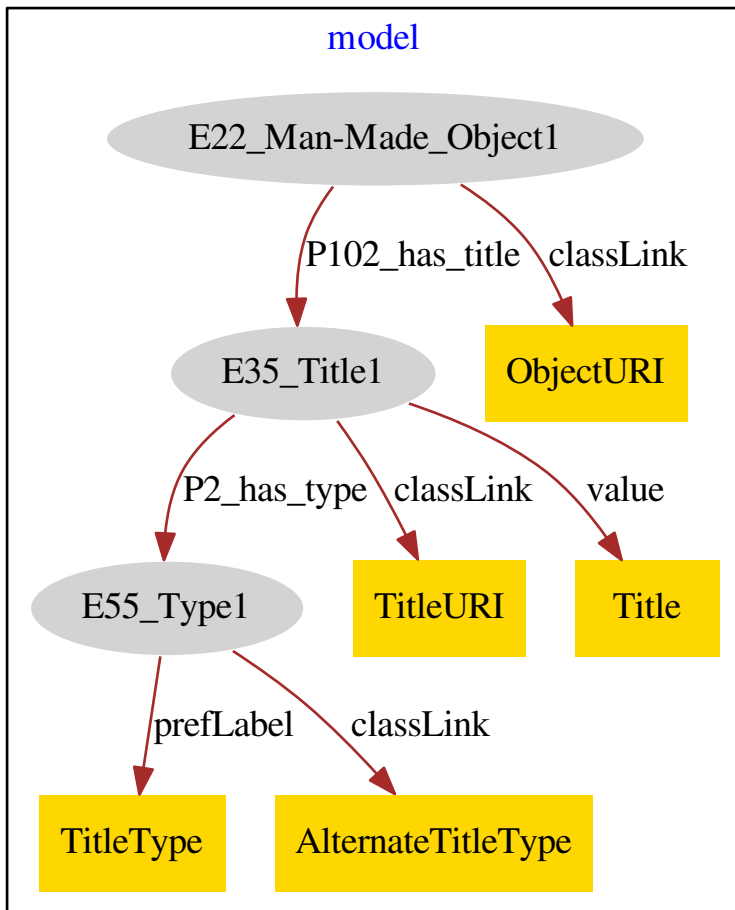 model
E22_Man-Made_Object1
P102_has_title
classLink
E35_Title1
ObjectURI
P2_has_type
classLink
value
E55_Type1
TitleURI
Title
prefLabel
classLink
TitleType
AlternateTitleType